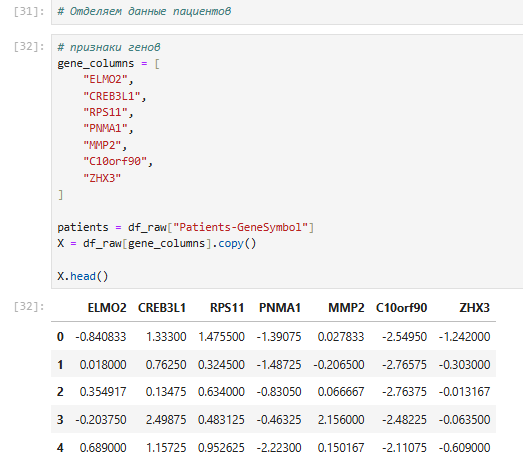 [31]: # Отделяем данные пациентов
[32]: # признаки генов
gene_columns = [
"ELMO2",
"CREB3L1",
"RPS11",
"PNMA1",
"MMP2",
"C10orf90",
"ZHX3"
]
patients = df_raw["Patients-GeneSymbol"]
X = df_raw[gene_columns].copy()
X.head()
[32]: ELMO2 CREB3L1 RPS11 PNMA1 MMP2 C10orf90 ZHX3
0 -0.840833 1.33300 1.475500 -1.39075 0.027833 -2.54950 -1.242000
1 0.018000 0.76250 0.324500 -1.48725 -0.206500 -2.76575 -0.303000
2 0.354917 0.13475 0.634000 -0.83050 0.066667 -2.76375 -0.013167
3 -0.203750 2.49875 0.483125 -0.46325 2.156000 -2.48225 -0.063500
4 0.689000 1.15725 0.952625 -2.22300 0.150167 -2.11075 -0.609000